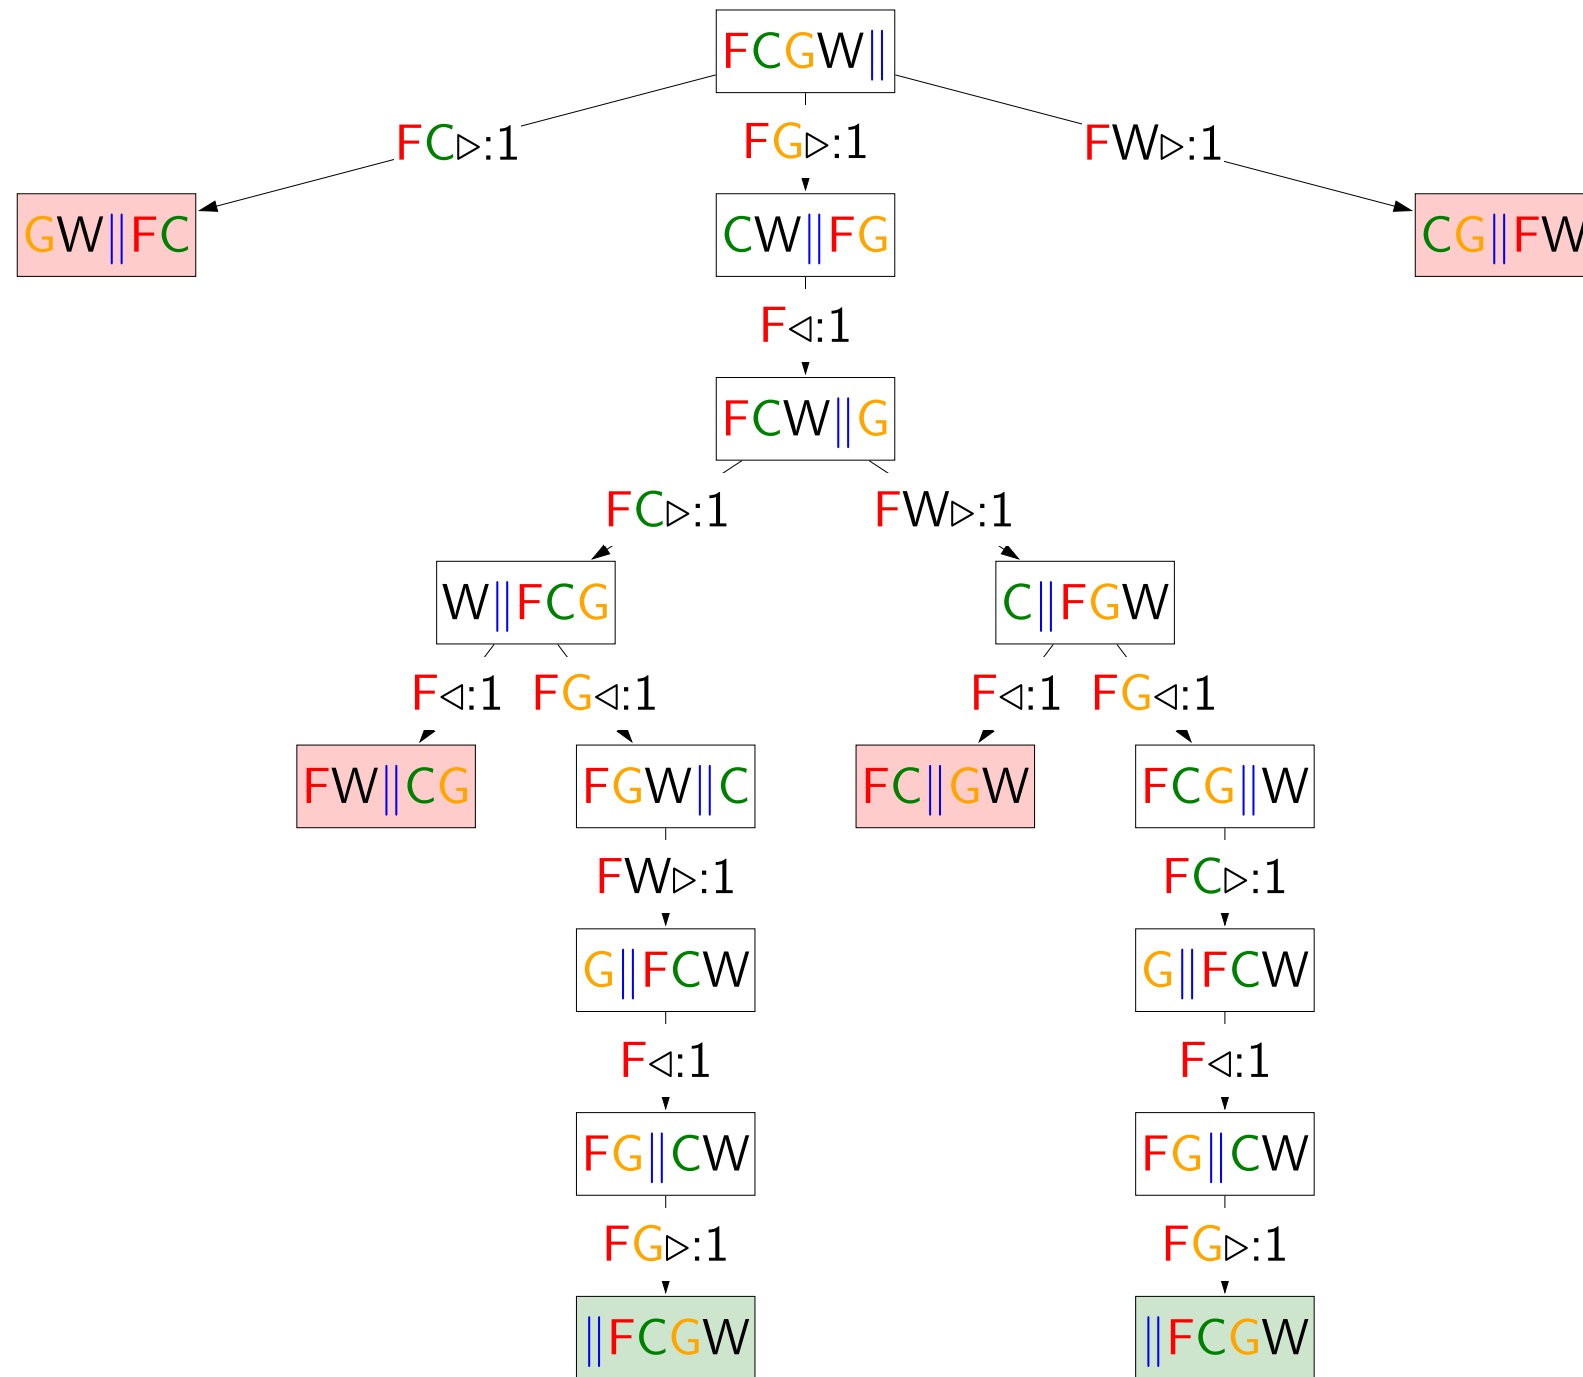 FCGW||
FC▷:1 FG▷:1 FW▷:1
GW||FC CW||FG CG||FW
F◁:1
FCW||G
FC▷:1 FW▷:1
W||FCG C||FGW
F◁:1 FG◁:1 F◁:1 FG◁:1
FW||CG FGW||C FC||GW FCG||W
FW▷:1 FC▷:1
G||FCW G||FCW
F◁:1 F◁:1
FG||CW FG||CW
FG▷:1 FG▷:1
||FCGW ||FCGW